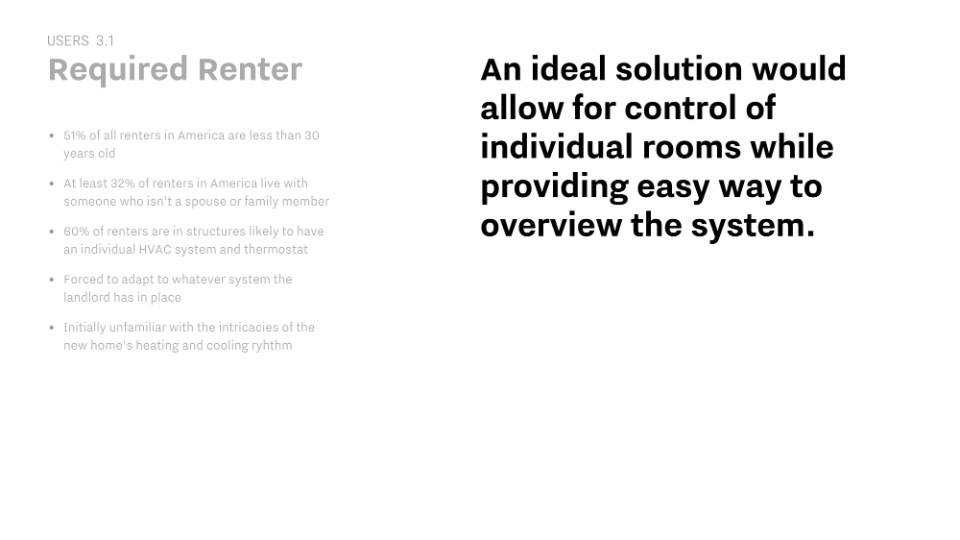 USERS 3.1
Required Renter
• 51% of all renters in America are less than 30
years old
• At least 32% of renters in America live with
someone who isn't a spouse or family member
• 60% of renters are in structures likely to have
an individual HVAC system and thermostat
• Forced to adapt to whatever system the
landlord has in place
• Initially unfamiliar with the intricacies of the
new home's heating and cooling ryhthm
An ideal solution would
allow for control of
individual rooms while
providing easy way to
overview the system.